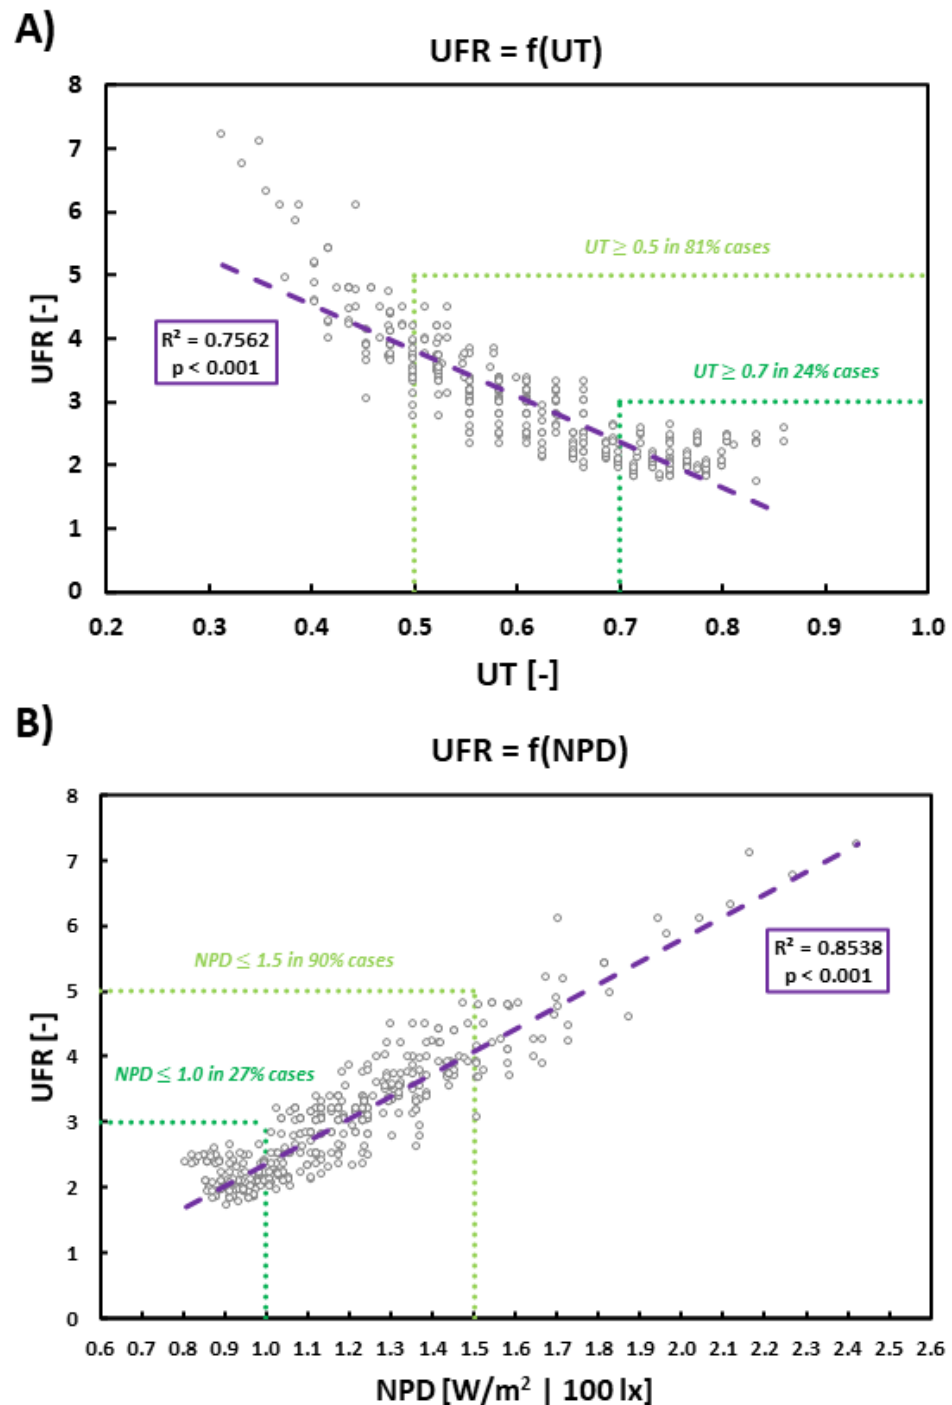 A)
UFR = f(UT)
8
7
6
5
4
3
2
1
0
UFR [-]
UT ≥ 0.5 in 81% cases
R² = 0.7562
p < 0.001
UT ≥ 0.7 in 24% cases
0.2 0.3 0.4 0.5 0.6 0.7 0.8 0.9 1.0
UT [-]
B)
UFR = f(NPD)
8
7
6
5
4
3
2
1
0
UFR [-]
R² = 0.8538
p < 0.001
NPD ≤ 1.5 in 90% cases
NPD ≤ 1.0 in 27% cases
0.6 0.7 0.8 0.9 1.0 1.1 1.2 1.3 1.4 1.5 1.6 1.7 1.8 1.9 2.0 2.1 2.2 2.3 2.4 2.5 2.6
NPD [W/m² | 100 lx]